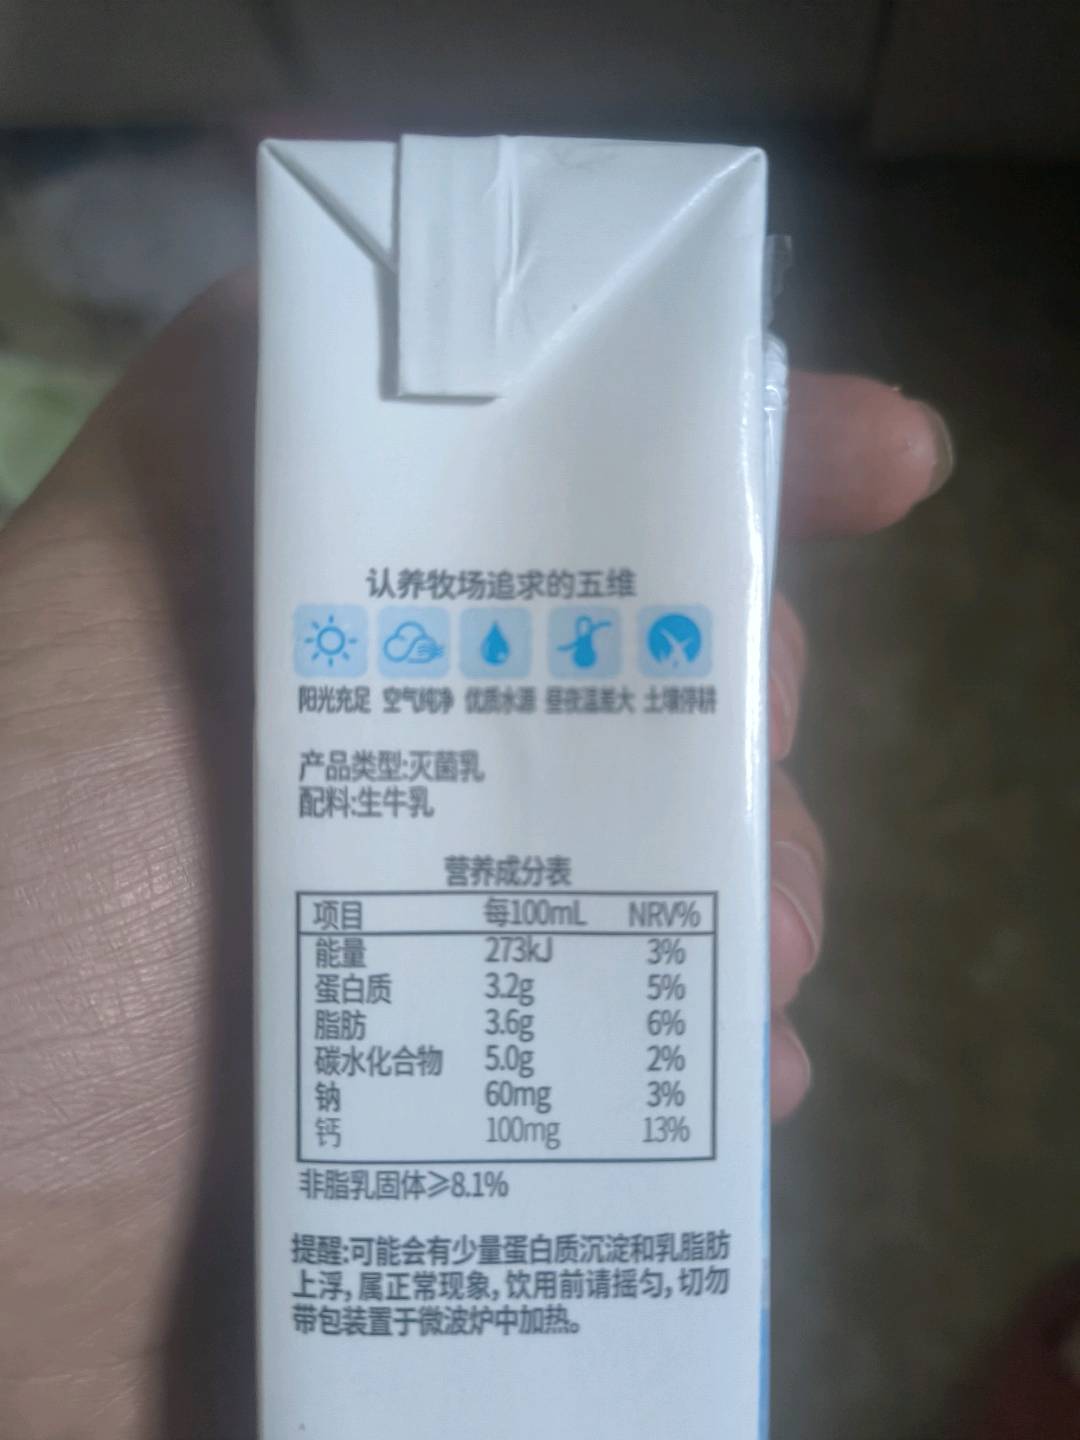 认养牧场追求的五维
阳光充足 空气纯净 优质水源 昼夜温差大 土壤停耕
产品类型:灭菌乳
配料:生牛乳
营养成分表
项目 每100mL NRV%
能量 273kJ 3%
蛋白质 3.2g 5%
脂肪 3.6g 6%
碳水化合物 5.0g 2%
钠 60mg 3%
钙 100mg 13%
非脂乳固体≥8.1%
提醒:可能会有少量蛋白质沉淀和乳脂肪
上浮,属正常现象,饮用前请摇匀,切勿
带包装置于微波炉中加热。